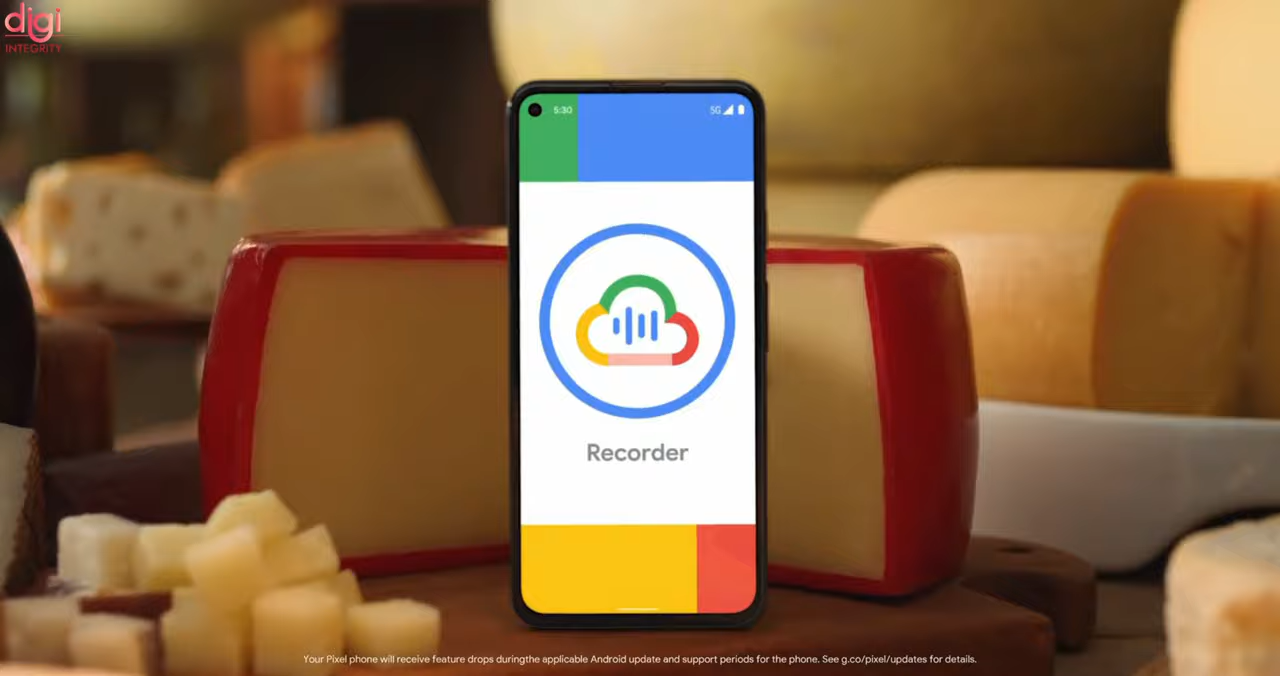 digi
INTEGRITY
5:30
5G
Recorder
Your Pixel phone will receive feature drops duringthe applicable Android update and support periods for the phone. See g.co/pixel/updates for details.